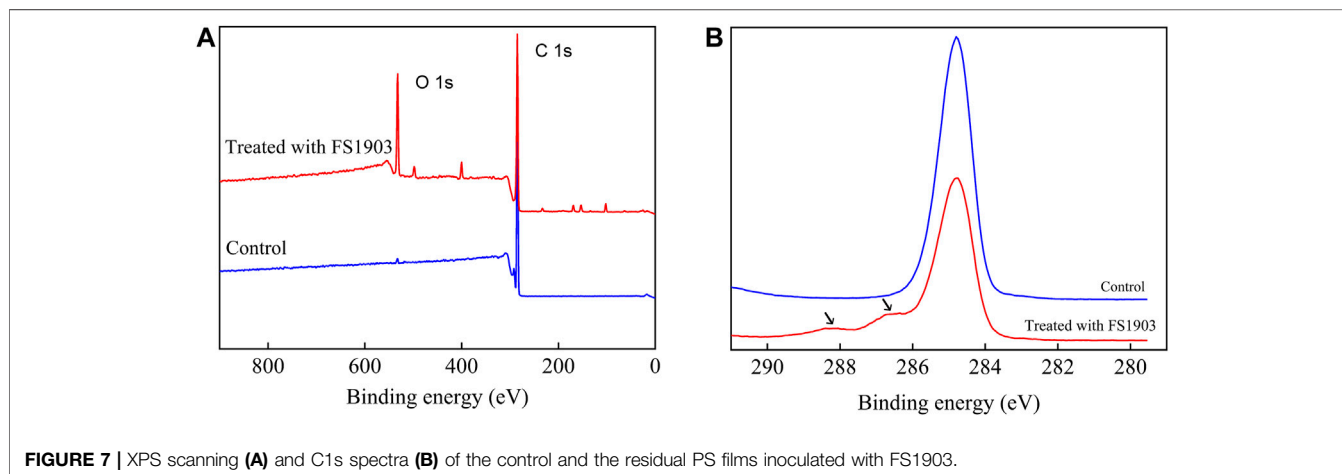 A
C 1s
O 1s
Treated with FS1903
Control
800
600
400
200
0
Binding energy (eV)
B
Control
Treated with FS1903
290
288
286
284
282
280
Binding energy (eV)
FIGURE 7 | XPS scanning (A) and C1s spectra (B) of the control and the residual PS films inoculated with FS1903.